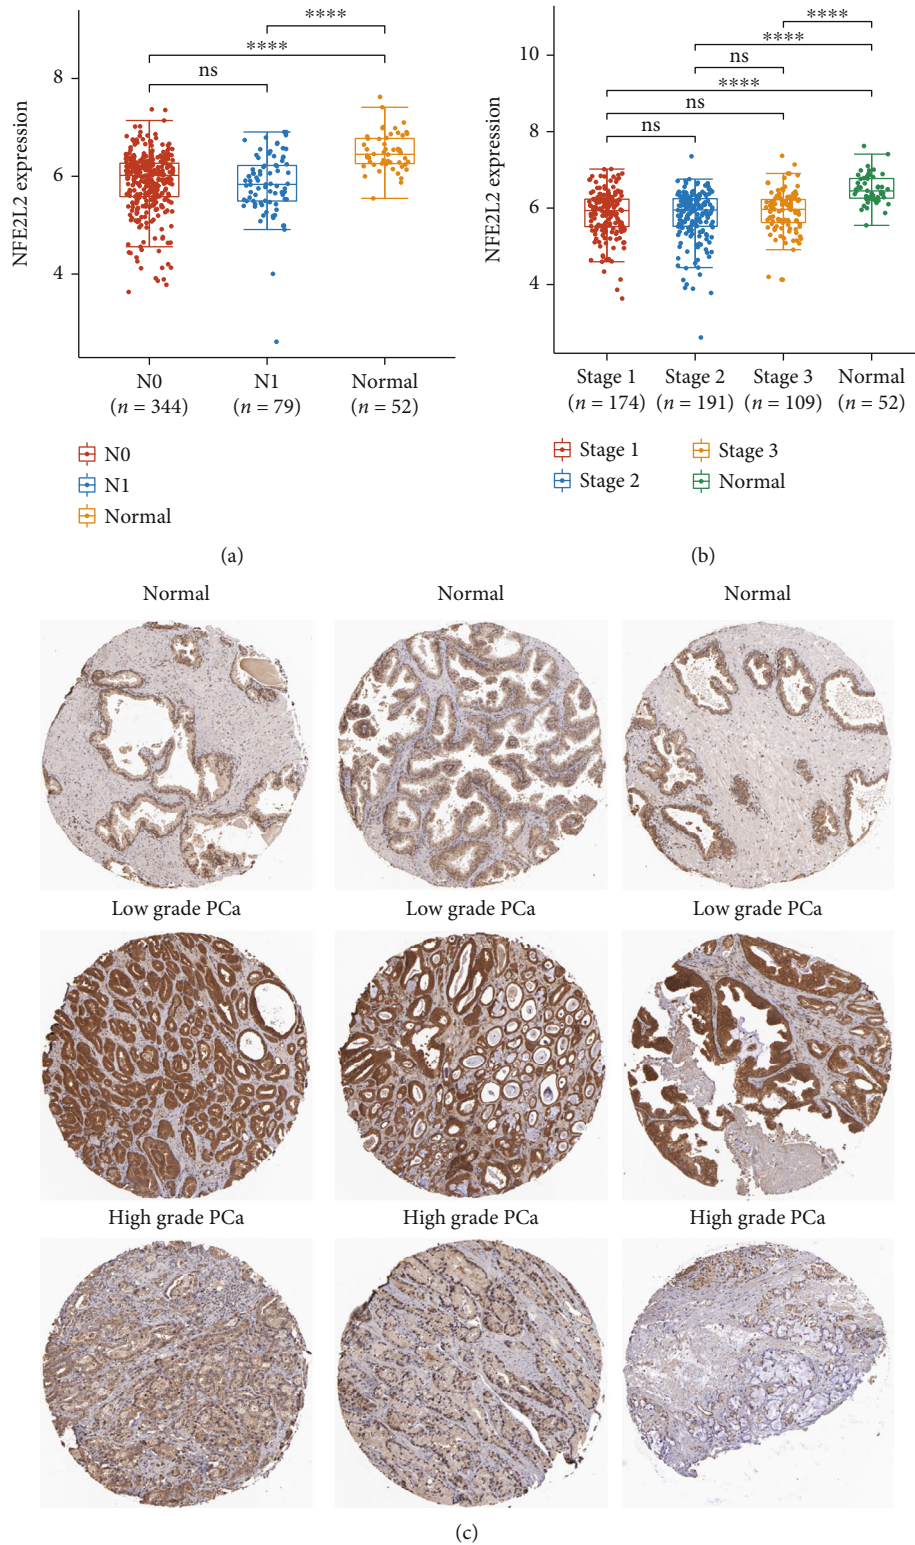 ****
****
ns
8
6
4
NFE2L2 expression
N0
(n = 344)
N1
(n = 79)
Normal
(n = 52)
N0
N1
Normal
(a)
****
****
ns
****
ns
ns
10
8
6
4
NFE2L2 expression
Stage 1
(n = 174)
Stage 2
(n = 191)
Stage 3
(n = 109)
Normal
(n = 52)
Stage 1
Stage 2
Stage 3
Normal
(b)
Normal
Normal
Normal
Low grade PCa
Low grade PCa
Low grade PCa
High grade PCa
High grade PCa
High grade PCa
(c)